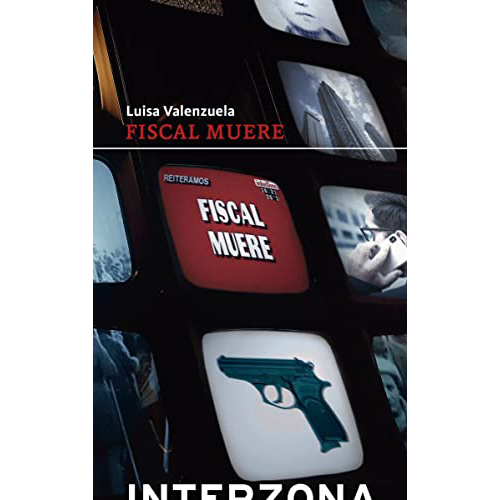 Luisa Valenzuela
FISCAL MUERE
REITERAMOS
FISCAL
MUERE
INTERZONA